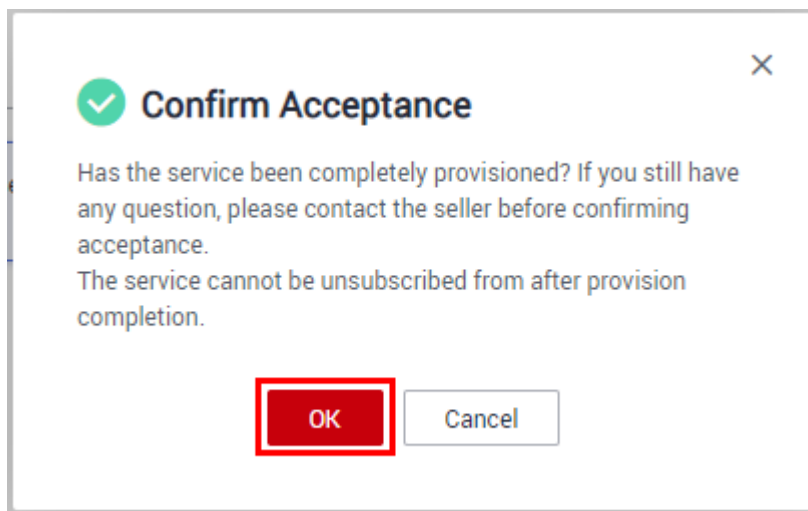 Confirm Acceptance
Has the service been completely provisioned? If you still have
any question, please contact the seller before confirming
acceptance.
The service cannot be unsubscribed from after provision
completion.
OK
Cancel